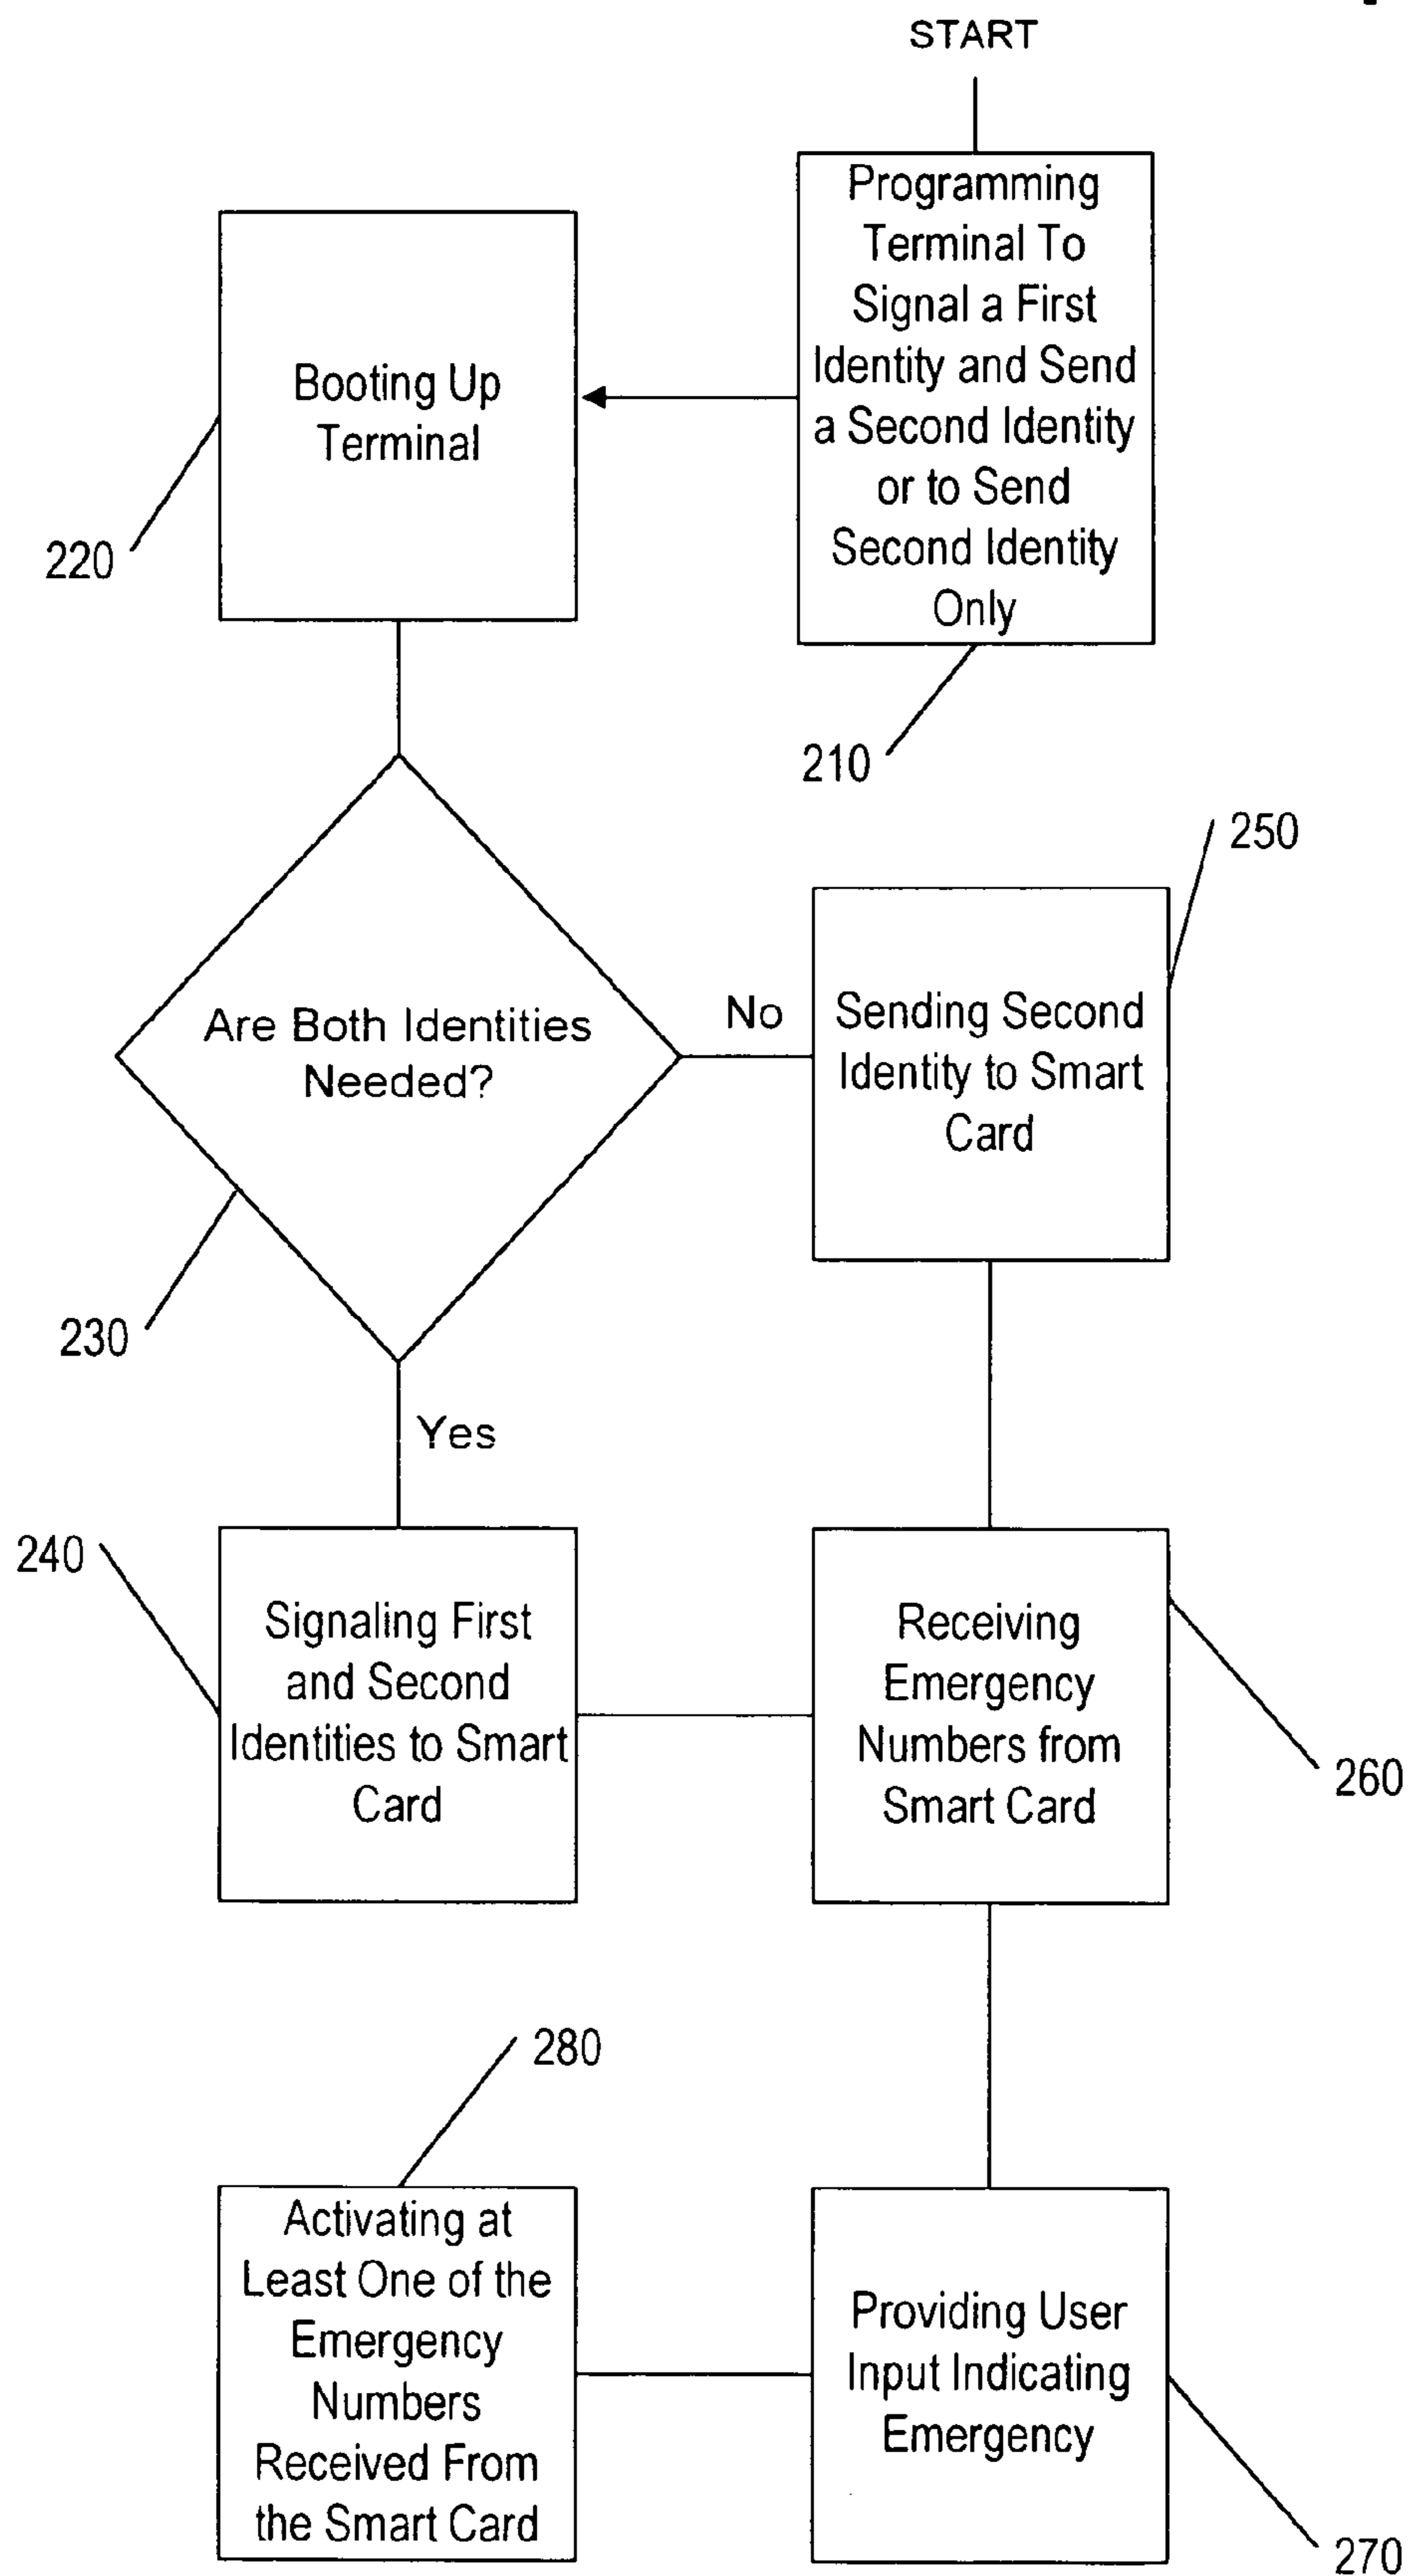 START
Programming
Terminal To
Signal a First
Identity and Send
a Second Identity
or to Send
Second Identity
Only
210
Booting Up
Terminal
220
Are Both Identities
Needed?
230
No
Yes
250
Sending Second
Identity to Smart
Card
240
Signaling First
and Second
Identities to Smart
Card
Receiving
Emergency
Numbers from
Smart Card
260
Providing User
Input Indicating
Emergency
270
280
Activating at
Least One of the
Emergency
Numbers
Received From
the Smart Card